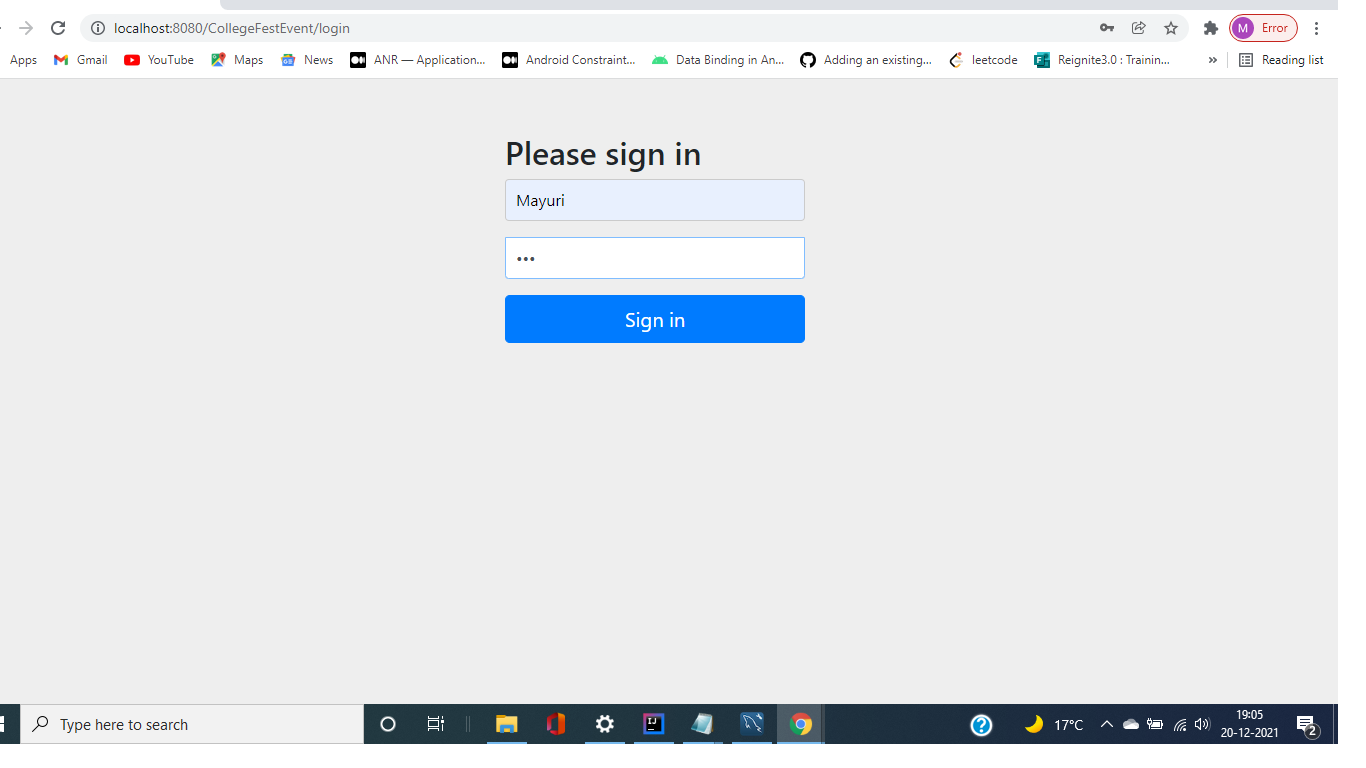 localhost:8080/CollegeFestEvent/login
M Error
Apps Gmail YouTube Maps News ANR — Application... Android Constraint... Data Binding in An... Adding an existing... leetcode Reignite3.0 : Trainin... » Reading list
Please sign in
Mayuri
•••
Sign in
Type here to search
17°C
19:05
20-12-2021
2